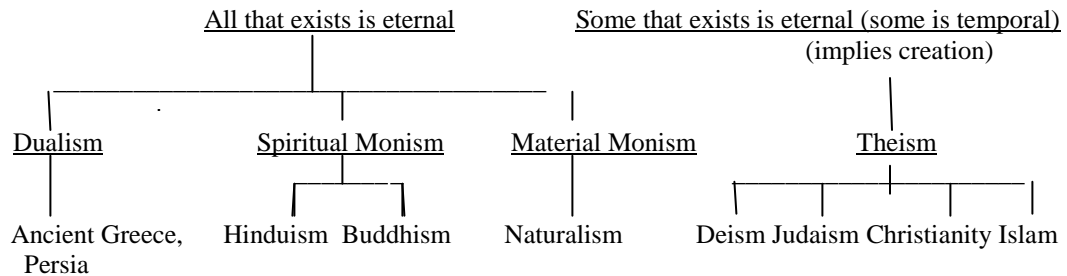 All that exists is eternal
Some that exists is eternal (some is temporal)
(implies creation)
Dualism
Spiritual Monism
Material Monism
Theism
Ancient Greece,
Persia
Hinduism
Buddhism
Naturalism
Deism
Judaism
Christianity
Islam